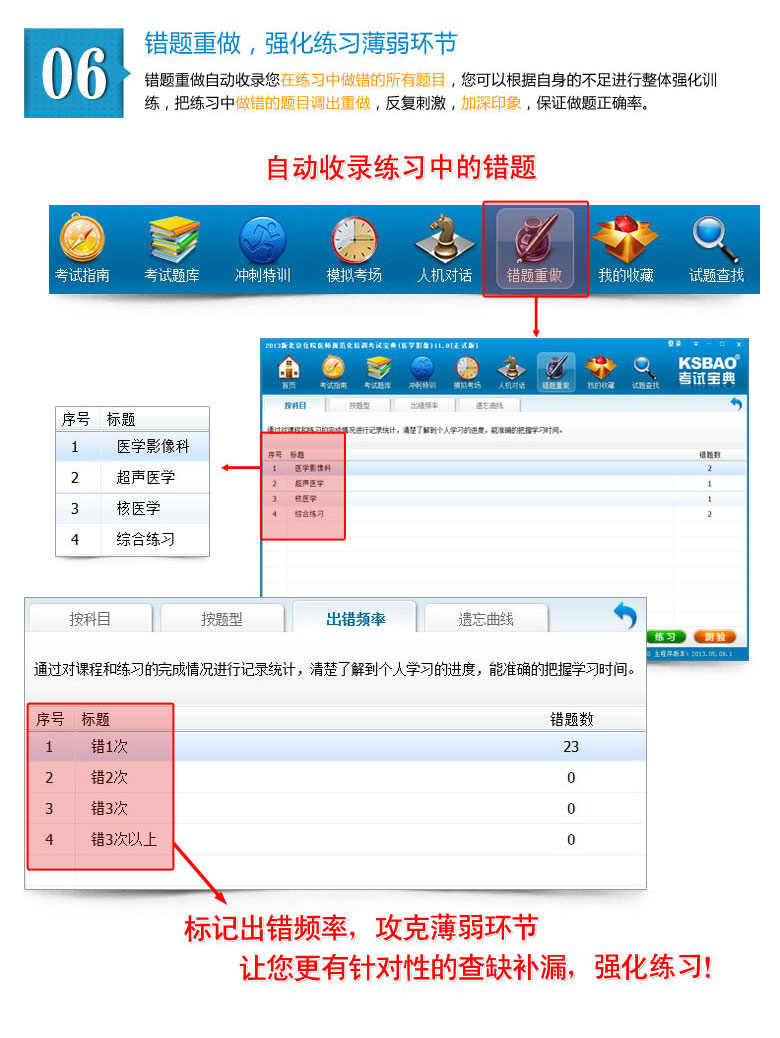 06
错题重做，强化练习薄弱环节
错题重做自动收录您在练习中做错的所有题目，您可以根据自身的不足进行整体强化训
练，把练习中做错的题目调出重做，反复刺激，加深印象，保证做题正确率。
自动收录练习中的错题
考试指南 考试题库 冲刺特训 模拟考场 人机对话 错题重做 我的收藏 试题查找
2013版北京住院医师规范化培训考试宝典(医学影像)11.0[正式版] 登录
首页 考试指南 考试题库 冲刺特训 模拟考场 人机对话 错题重做 我的收藏 试题查找
KSBAO®
考试宝典
按科目 按题型 出错频率 遗忘曲线
通过对课程和练习的完成情况进行记录统计，清楚了解到个人学习的进度，能准确的把握学习时间。
序号 标题 错题数
1 医学影像科 2
2 超声医学 1
3 核医学 1
4 综合练习 2
序号 标题
1 医学影像科
2 超声医学
3 核医学
4 综合练习
练习 测验
0 主程序版本：2013.05.09.1
按科目 按题型 出错频率 遗忘曲线
通过对课程和练习的完成情况进行记录统计，清楚了解到个人学习的进度，能准确的把握学习时间。
序号 标题 错题数
1 错1次 23
2 错2次 0
3 错3次 0
4 错3次以上 0
标记出错频率，攻克薄弱环节
让您更有针对性的查缺补漏，强化练习！